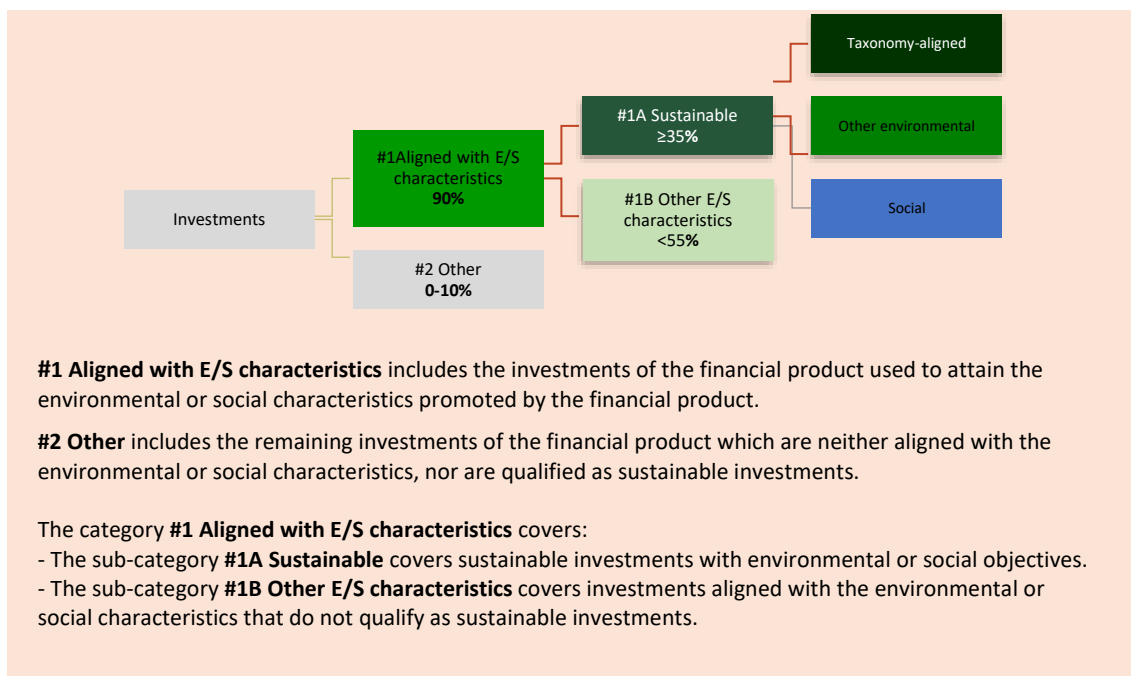 Taxonomy-aligned
#1A Sustainable
≥35%
Other environmental
#1Aligned with E/S
characteristics
90%
#1B Other E/S
characteristics
<55%
Social
Investments
#2 Other
0-10%
#1 Aligned with E/S characteristics includes the investments of the financial product used to attain the
environmental or social characteristics promoted by the financial product.
#2 Other includes the remaining investments of the financial product which are neither aligned with the
environmental or social characteristics, nor are qualified as sustainable investments.
The category #1 Aligned with E/S characteristics covers:
- The sub-category #1A Sustainable covers sustainable investments with environmental or social objectives.
- The sub-category #1B Other E/S characteristics covers investments aligned with the environmental or
social characteristics that do not qualify as sustainable investments.